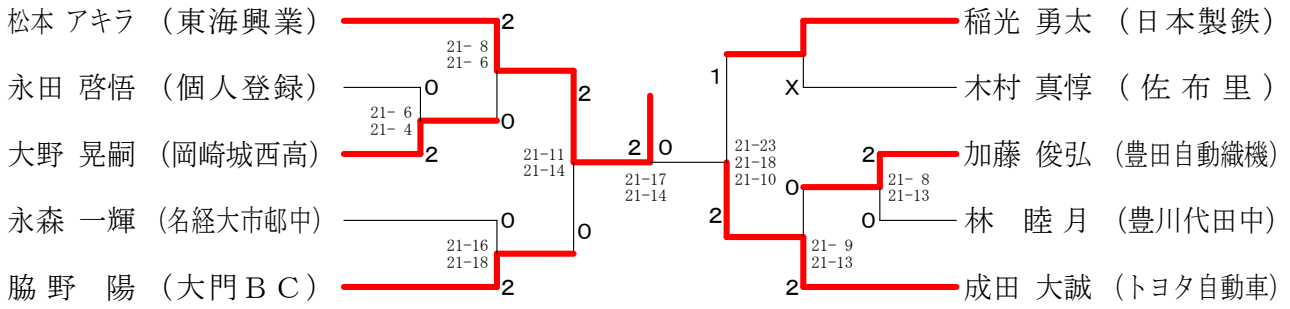 松本 アキラ (東海興業)
2
21- 8
21- 6
永田 啓悟 (個人登録)
0
21- 6
21- 4
0
大野 晃嗣 (岡崎城西高)
2
2
21-11
21-14
永森 一輝 (名経大市邨中)
0
0
21-16
21-18
脇野 陽 (大門BC)
2
2 0
21-17
21-14
稲光 勇太 (日本製鉄)
1
X
木村 真惇 (佐布里)
21-23
21-18
21-10
加藤 俊弘 (豊田自動織機)
2
0
21- 8
21-13
林 睦月 (豊川代田中)
0
2
21- 9
21-13
成田 大誠 (トヨタ自動車)
2